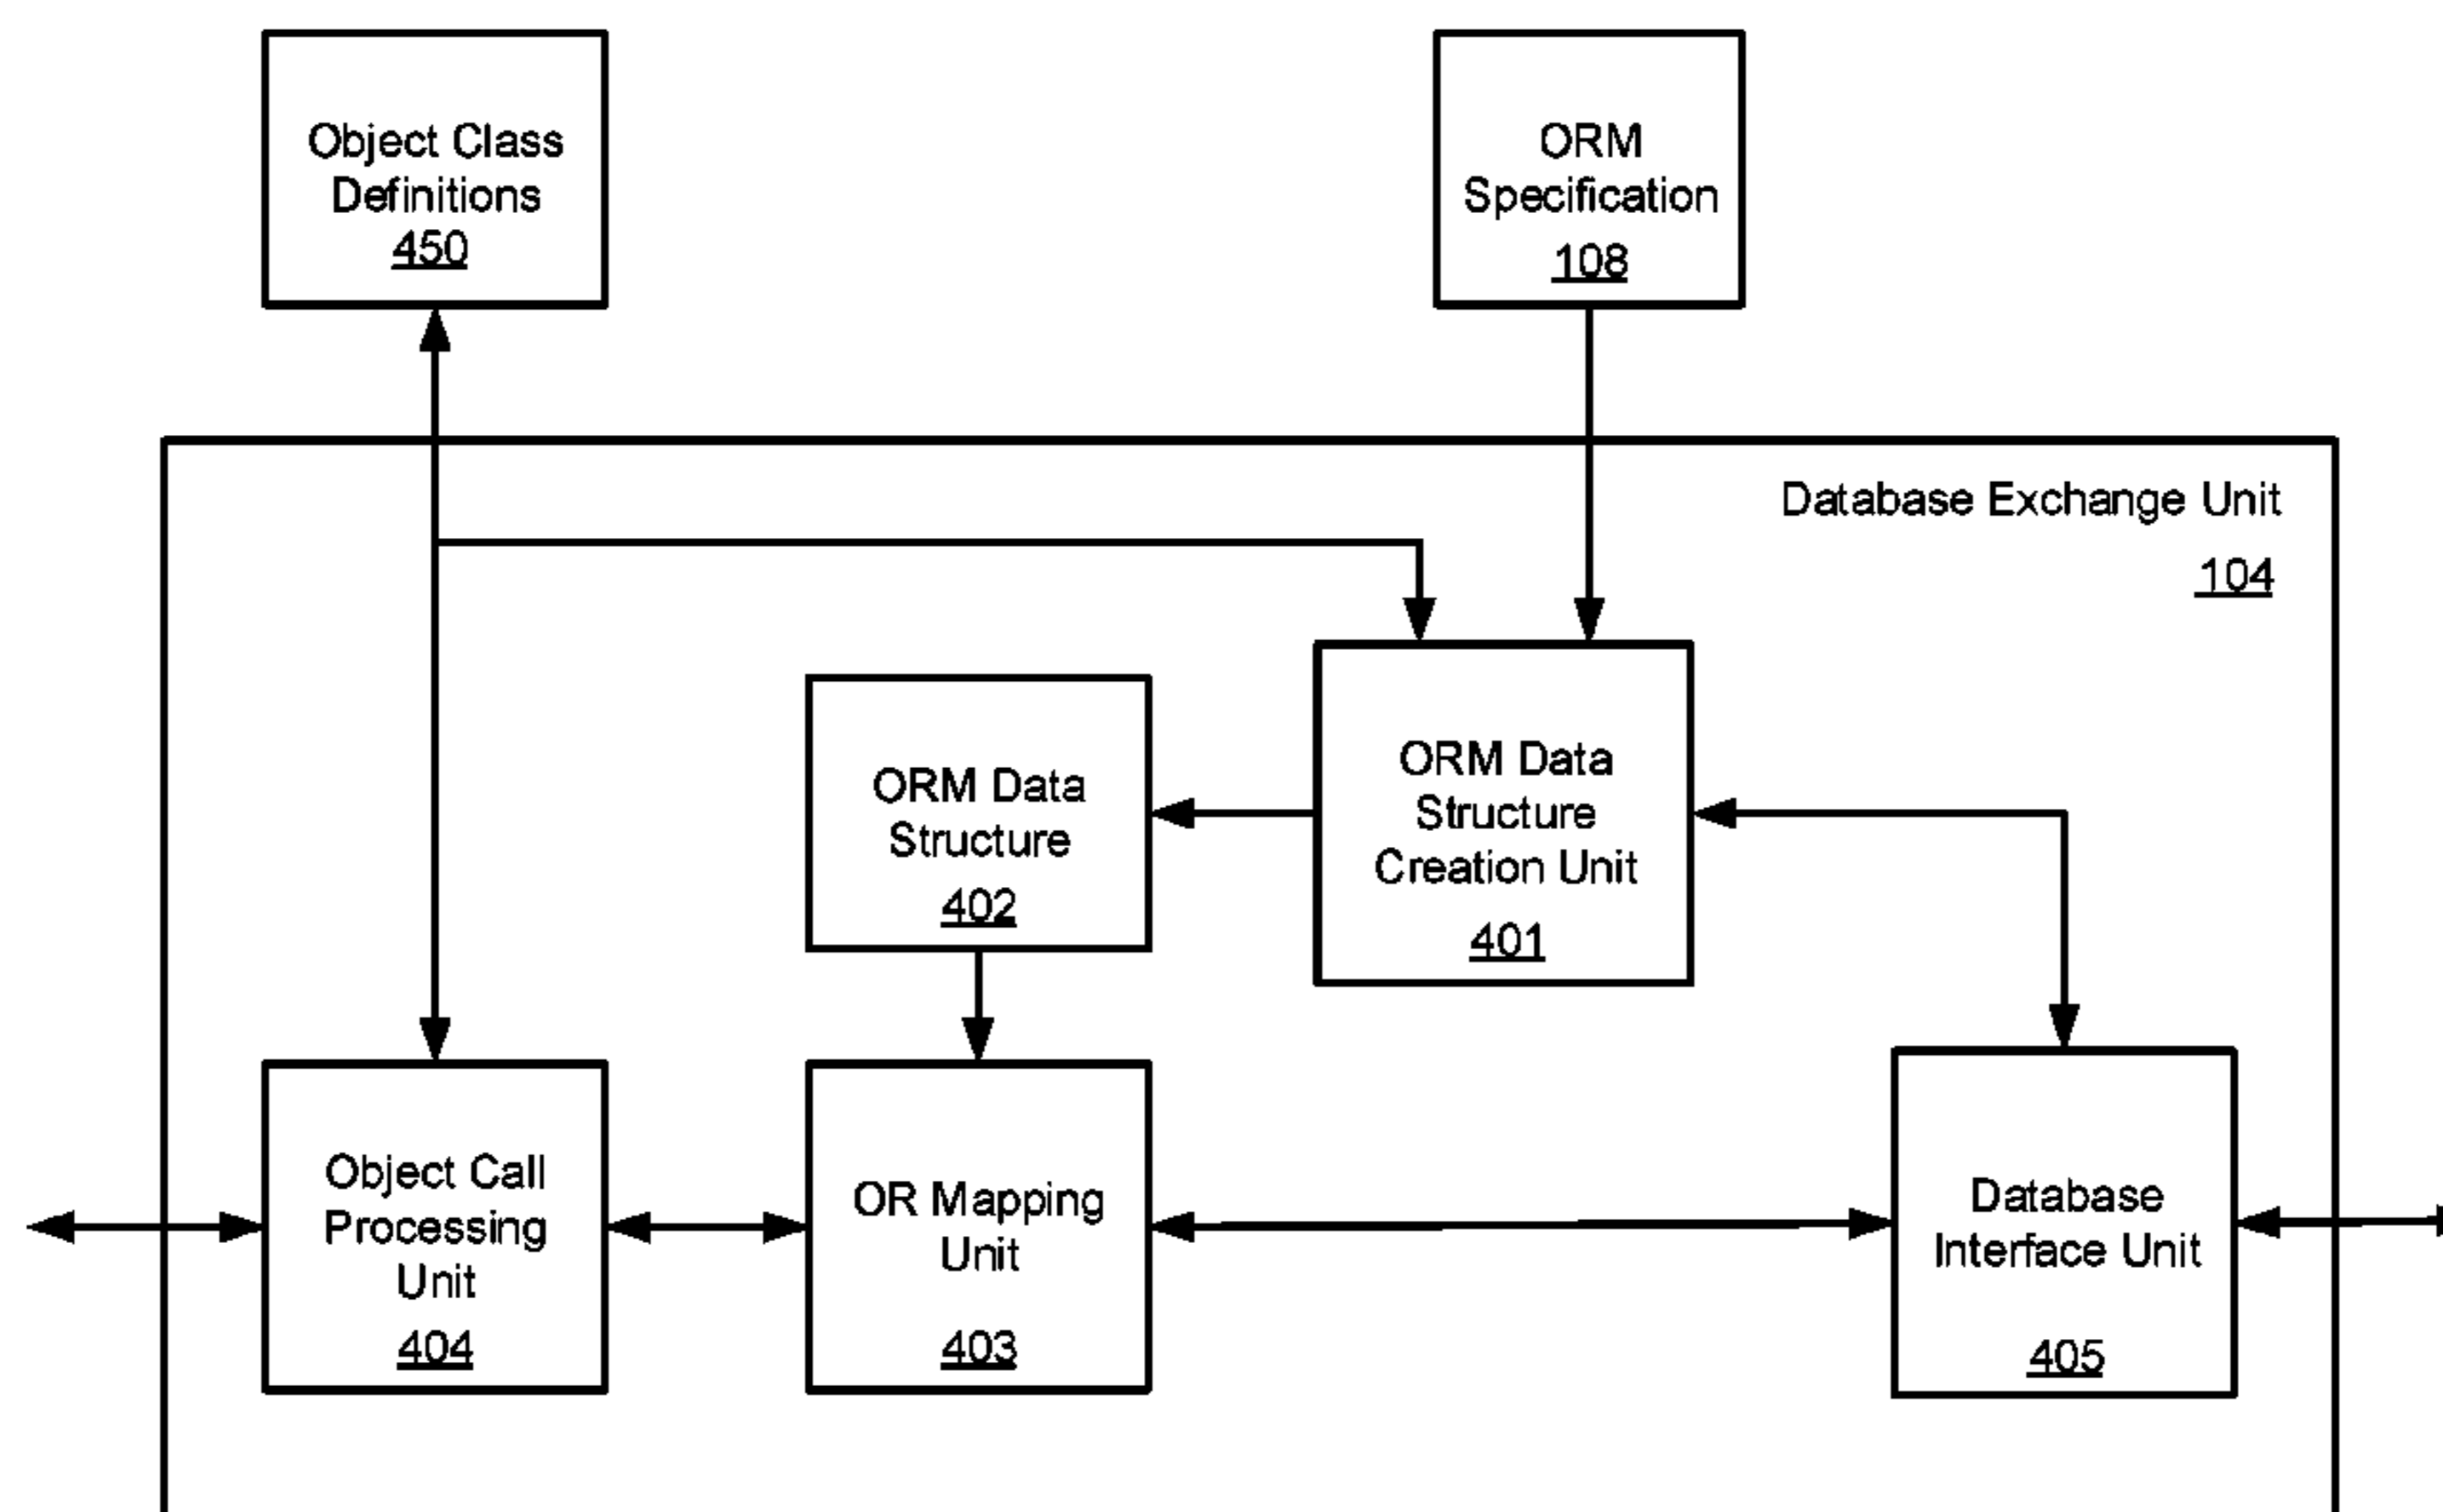 Object Class
Definitions
450
ORM
Specification
108
Database Exchange Unit
104
ORM Data
Structure
402
ORM Data
Structure
Creation Unit
401
Object Call
Processing
Unit
404
OR Mapping
Unit
403
Database
Interface Unit
405